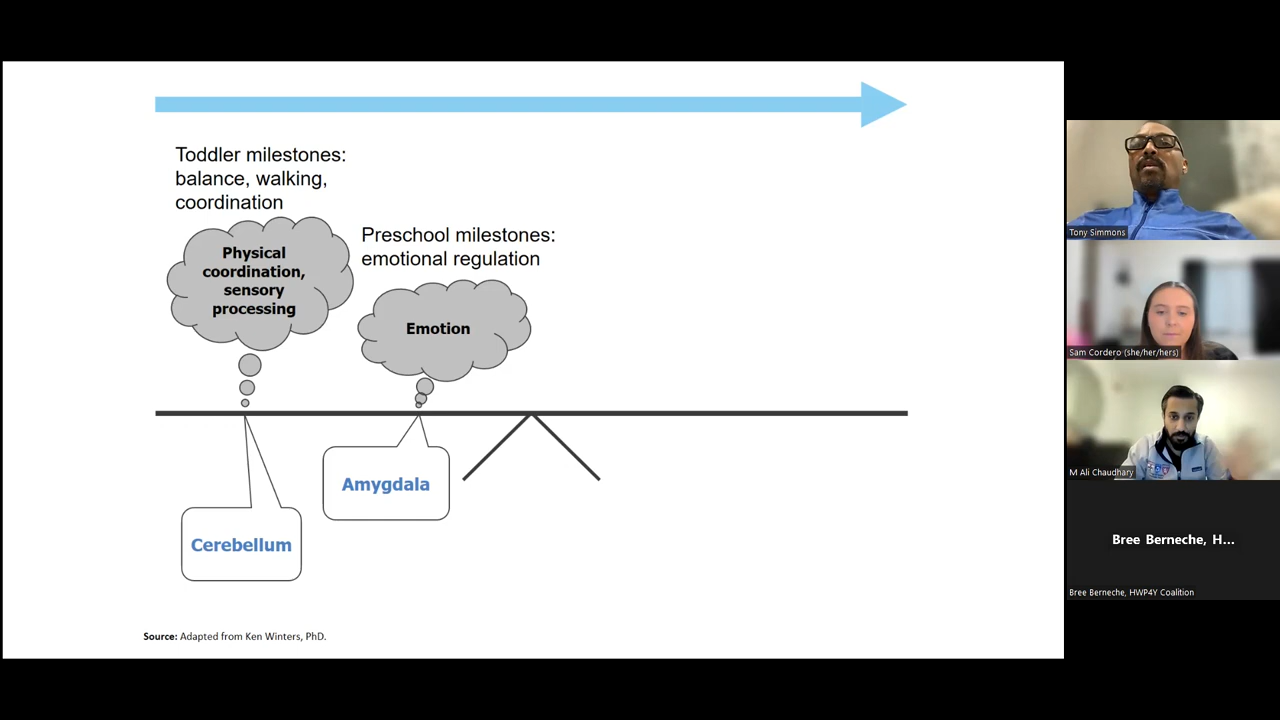 Toddler milestones:
balance, walking,
coordination
Physical
coordination,
sensory
processing
Preschool milestones:
emotional regulation
Emotion
Amygdala
Cerebellum
Source: Adapted from Ken Winters, PhD.
Tony Simmons
Sam Cordero (she/her/hers)
M Ali Chaudhary
Bree Berneche, H...
Bree Berneche, HWP4Y Coalition